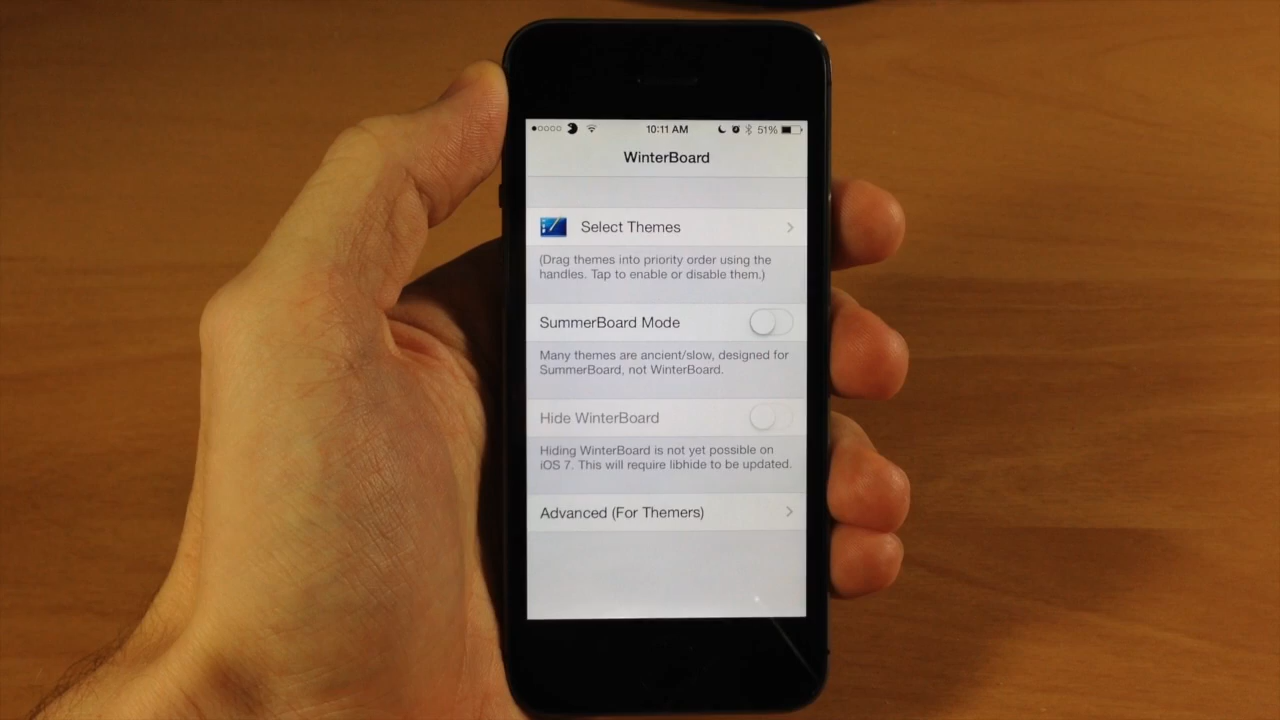 10:11 AM 51%
WinterBoard
Select Themes
(Drag themes into priority order using the
handles. Tap to enable or disable them.)
SummerBoard Mode
Many themes are ancient/slow, designed for
SummerBoard, not WinterBoard.
Hide WinterBoard
Hiding WinterBoard is not yet possible on
iOS 7. This will require libhide to be updated.
Advanced (For Themers)